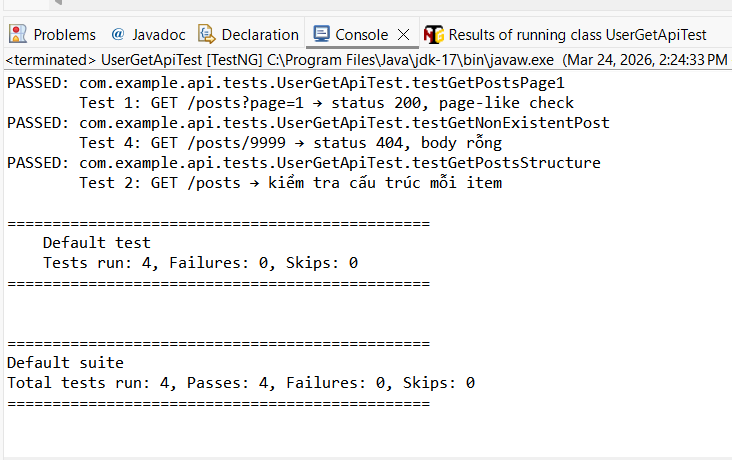 Problems @ Javadoc Declaration Console Results of running class UserGetApiTest
<terminated> UserGetApiTest [TestNG] C:\Program Files\Java\jdk-17\bin\javaw.exe (Mar 24, 2026, 2:24:33 PM
PASSED: com.example.api.tests.UserGetApiTest.testGetPostsPage1
Test 1: GET /posts?page=1 → status 200, page-like check
PASSED: com.example.api.tests.UserGetApiTest.testGetNonExistentPost
Test 4: GET /posts/9999 → status 404, body rỗng
PASSED: com.example.api.tests.UserGetApiTest.testGetPostsStructure
Test 2: GET /posts → kiểm tra cấu trúc mỗi item
===============================================
Default test
Tests run: 4, Failures: 0, Skips: 0
===============================================
===============================================
Default suite
Total tests run: 4, Passes: 4, Failures: 0, Skips: 0
===============================================